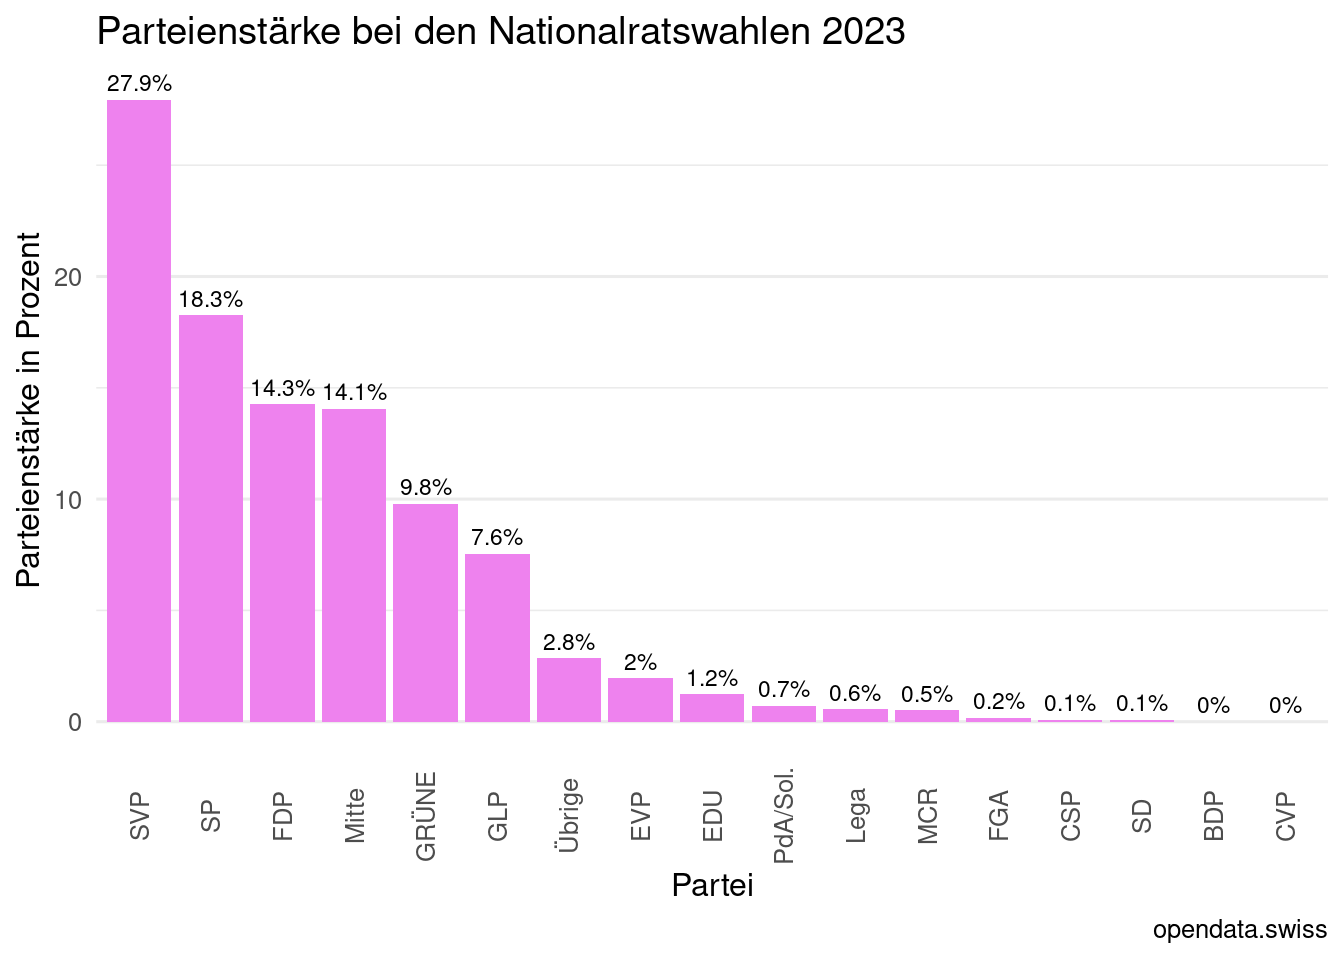 Parteienstärke bei den Nationalratswahlen 2023
27.9%
18.3%
14.3%
14.1%
9.8%
7.6%
2.8%
2%
1.2%
0.7%
0.6%
0.5%
0.2%
0.1%
0.1%
0%
0%
Parteienstärke in Prozent
20
10
0
SVP
SP
FDP
Mitte
GRÜNE
GLP
Übrige
EVP
EDU
PdA/Sol.
Lega
MCR
FGA
CSP
SD
BDP
CVP
Partei
opendata.swiss